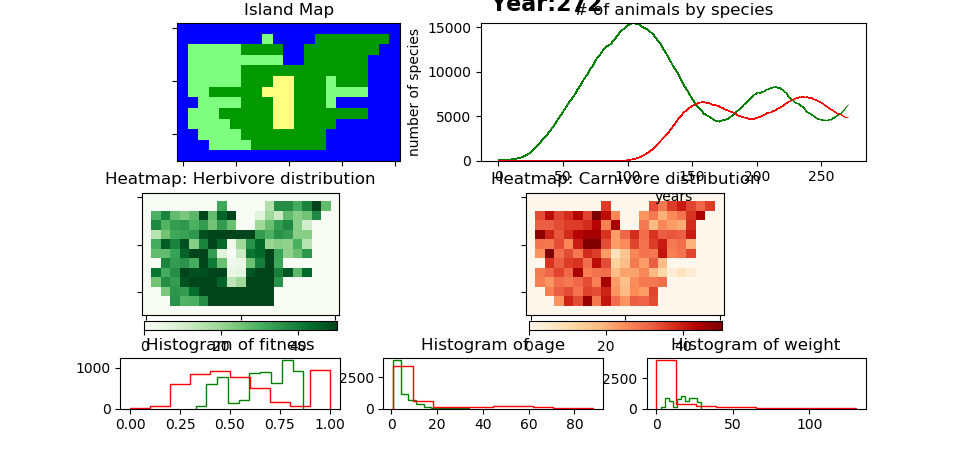 Year:272
Island Map
# of animals by species
number of species
15000
10000
5000
0
0 50 100 150 200 250
years
Heatmap: Herbivore distribution
Heatmap: Carnivore distribution
0 20 40
0 20 40
Histogram of fitness
Histogram of age
Histogram of weight
1000
0
0.00 0.25 0.50 0.75 1.00
2500
0
0 20 40 60 80
2500
0
0 50 100